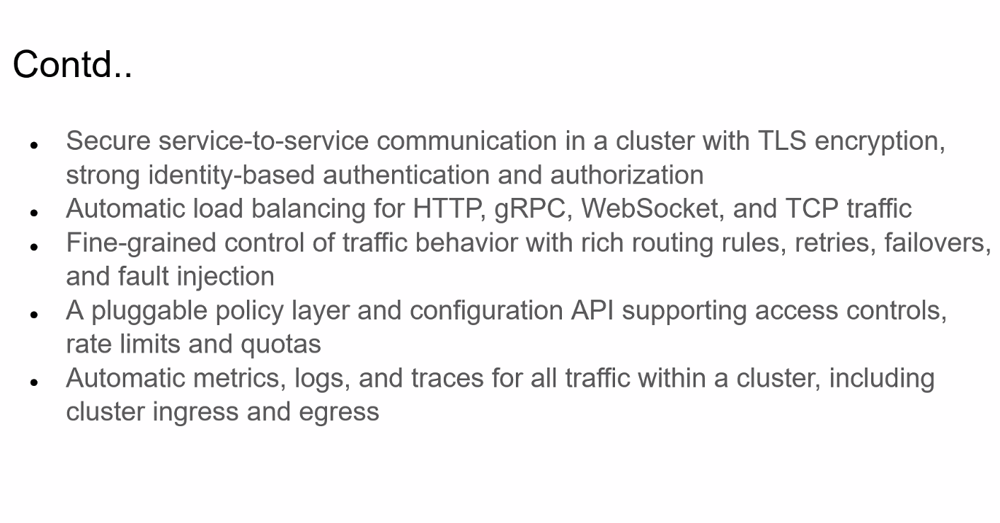 Contd..
• Secure service-to-service communication in a cluster with TLS encryption,
strong identity-based authentication and authorization
• Automatic load balancing for HTTP, gRPC, WebSocket, and TCP traffic
• Fine-grained control of traffic behavior with rich routing rules, retries, failovers,
and fault injection
• A pluggable policy layer and configuration API supporting access controls,
rate limits and quotas
• Automatic metrics, logs, and traces for all traffic within a cluster, including
cluster ingress and egress